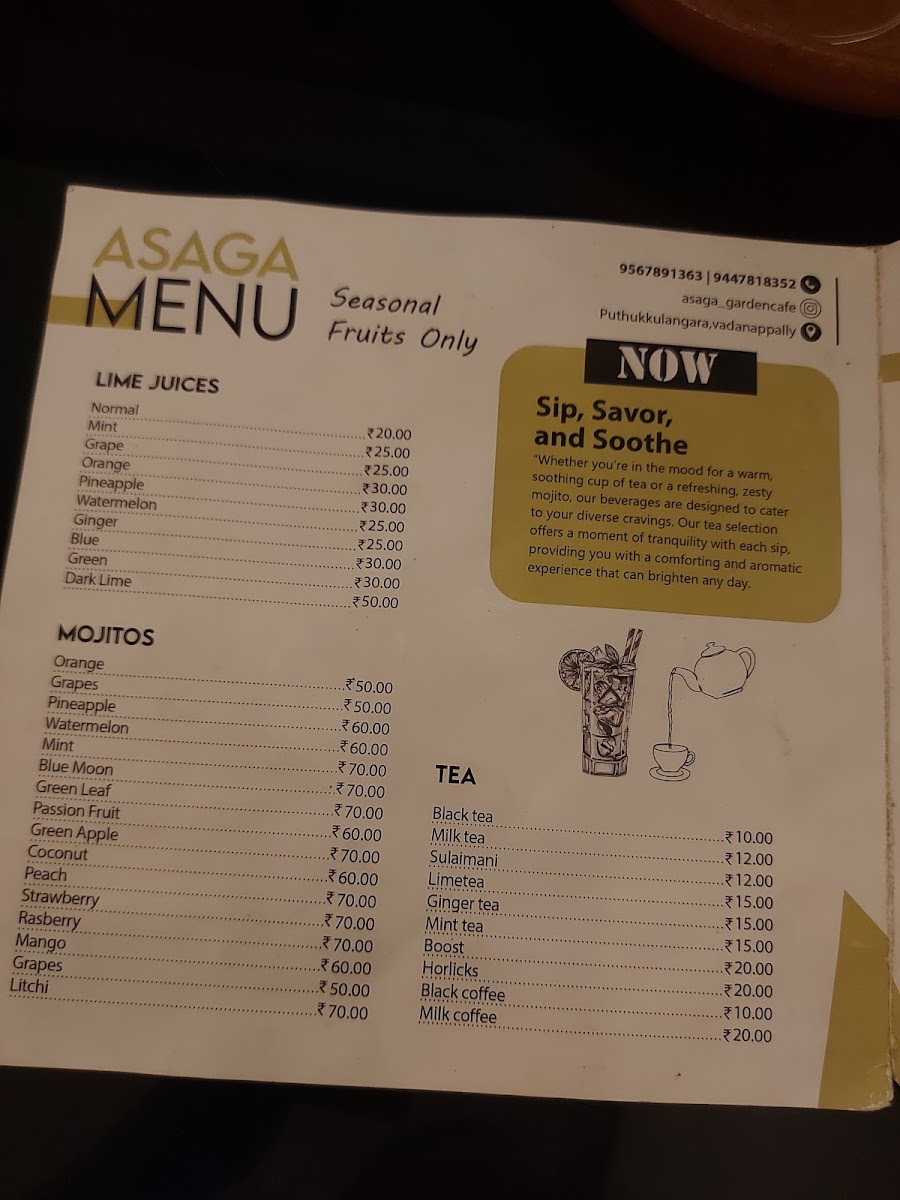 ASAGA
MENU
Seasonal
Fruits Only
9567891363 | 9447818352
asaga_gardencafe
Puthukkulangara,vadanappally
LIME JUICES
Normal ₹20.00
Mint ₹25.00
Grape ₹25.00
Orange ₹30.00
Pineapple ₹30.00
Watermelon ₹25.00
Ginger ₹25.00
Blue ₹30.00
Green ₹30.00
Dark Lime ₹50.00
MOJITOS
Orange ₹50.00
Grapes ₹50.00
Pineapple ₹60.00
Watermelon ₹60.00
Mint ₹70.00
Blue Moon ₹70.00
Green Leaf ₹70.00
Passion Fruit ₹60.00
Green Apple ₹70.00
Coconut ₹60.00
Peach ₹70.00
Strawberry ₹70.00
Rasberry ₹70.00
Mango ₹60.00
Grapes ₹50.00
Litchi ₹70.00
NOW
Sip, Savor,
and Soothe
"Whether you're in the mood for a warm,
soothing cup of tea or a refreshing, zesty
mojito, our beverages are designed to cater
to your diverse cravings. Our tea selection
offers a moment of tranquility with each sip,
providing you with a comforting and aromatic
experience that can brighten any day.
TEA
Black tea ₹10.00
Milk tea ₹12.00
Sulaimani ₹12.00
Limetea ₹15.00
Ginger tea ₹15.00
Mint tea ₹15.00
Boost ₹20.00
Horlicks ₹20.00
Black coffee ₹10.00
Milk coffee ₹20.00